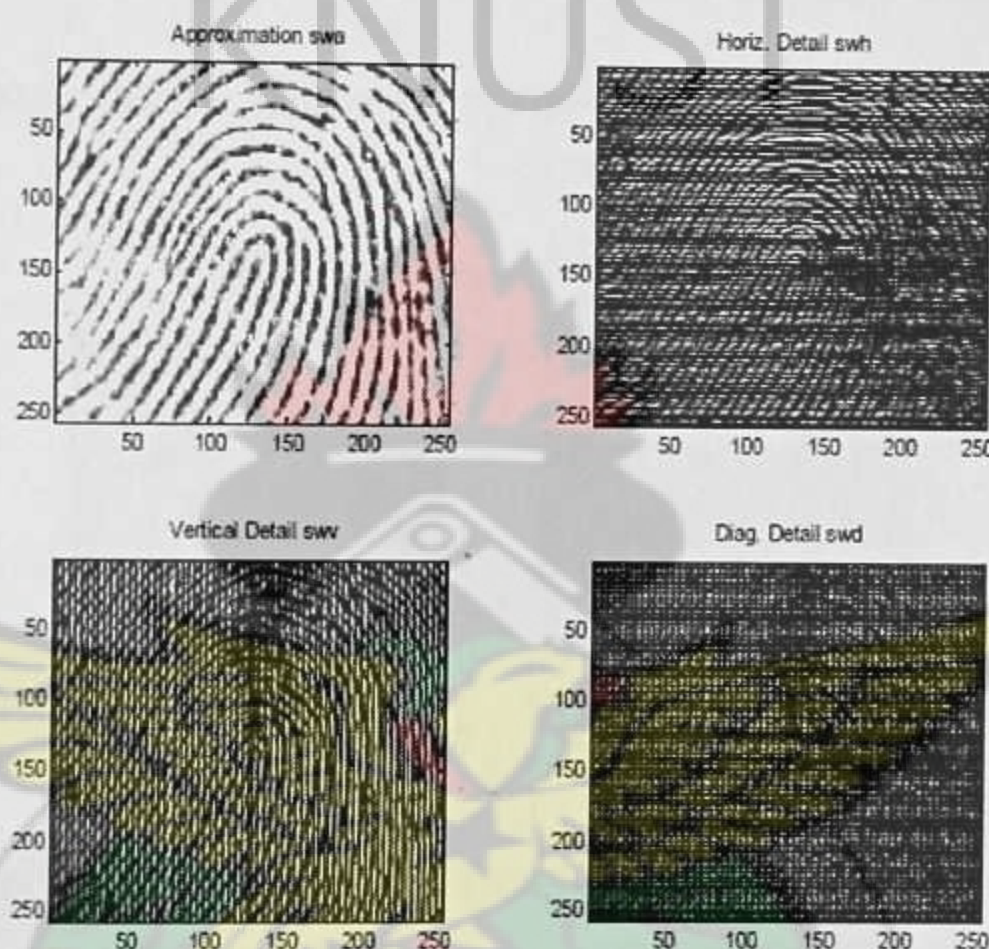 KNUST
Approximation swa
50
100
150
200
250
50 100 150 200 250
Horiz. Detail swh
50
100
150
200
250
50 100 150 200 250
Vertical Detail swv
50
100
150
200
250
50 100 150 200 250
Diag. Detail swd
50
100
150
200
250
50 100 150 200 250